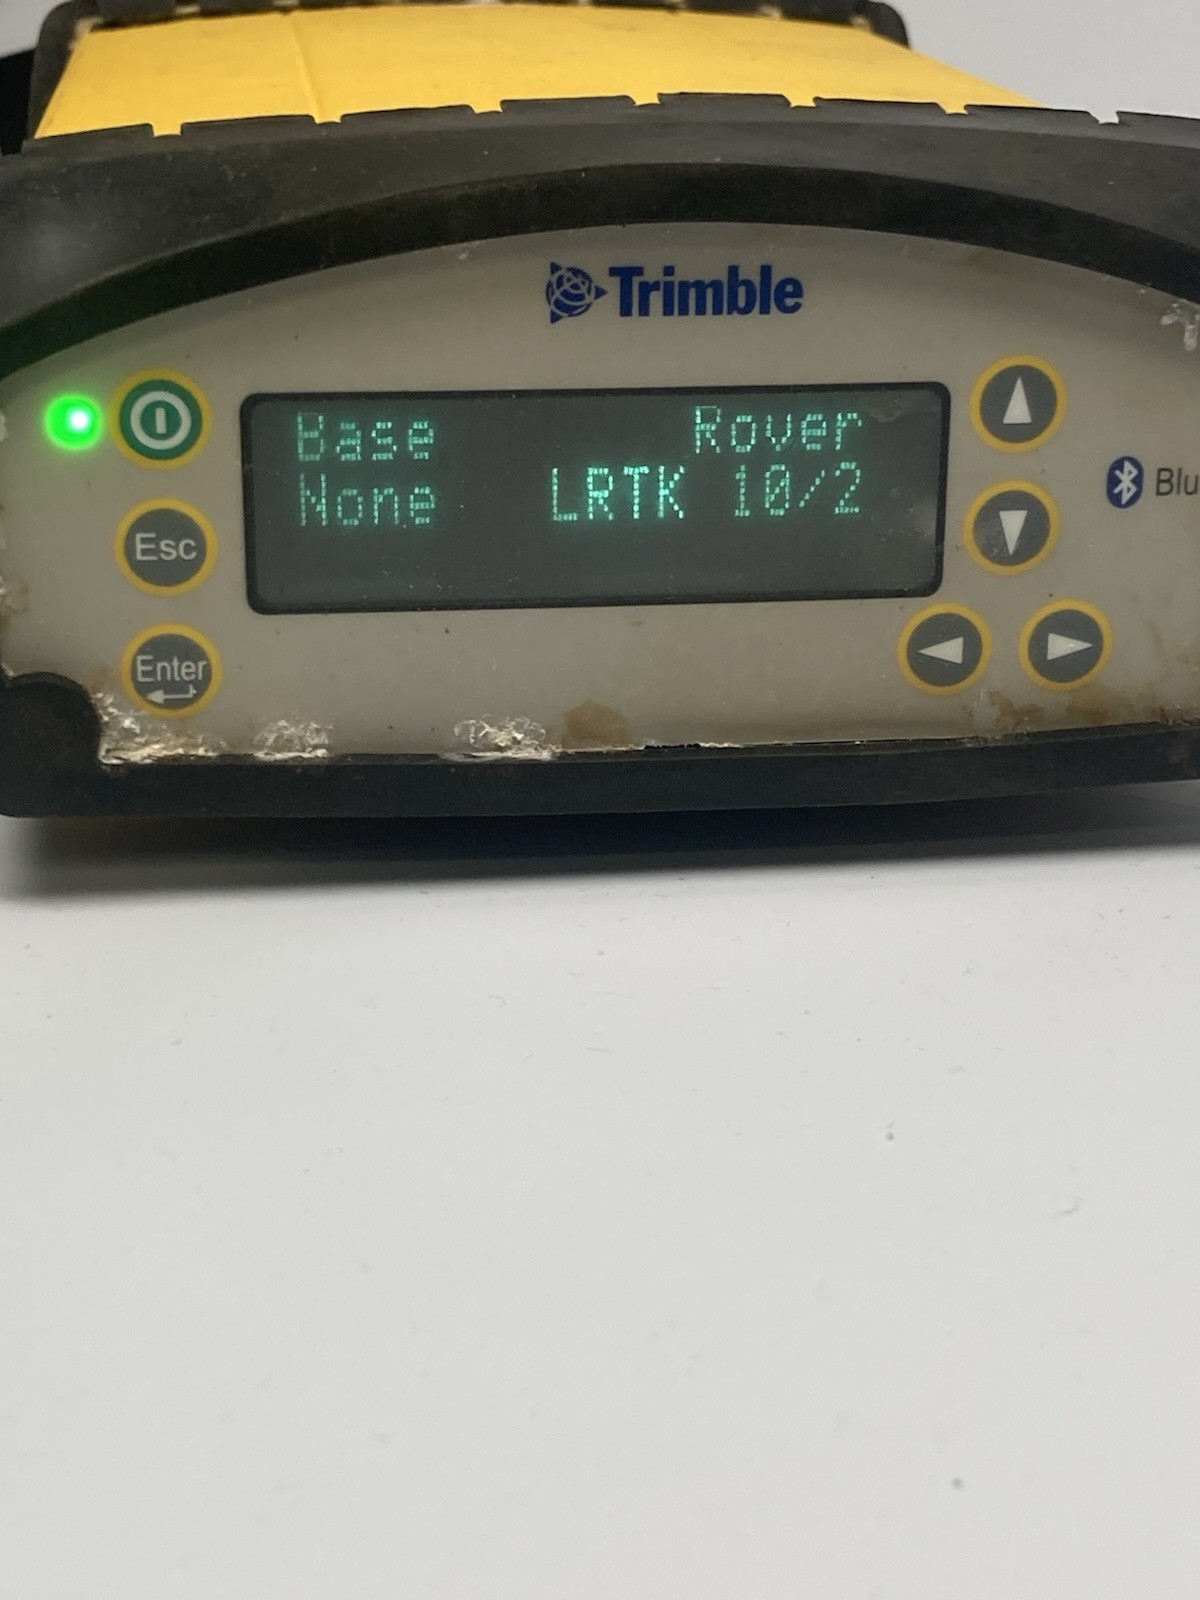 Trimble
Base Rover
None LRTK 10/2
Esc
Enter